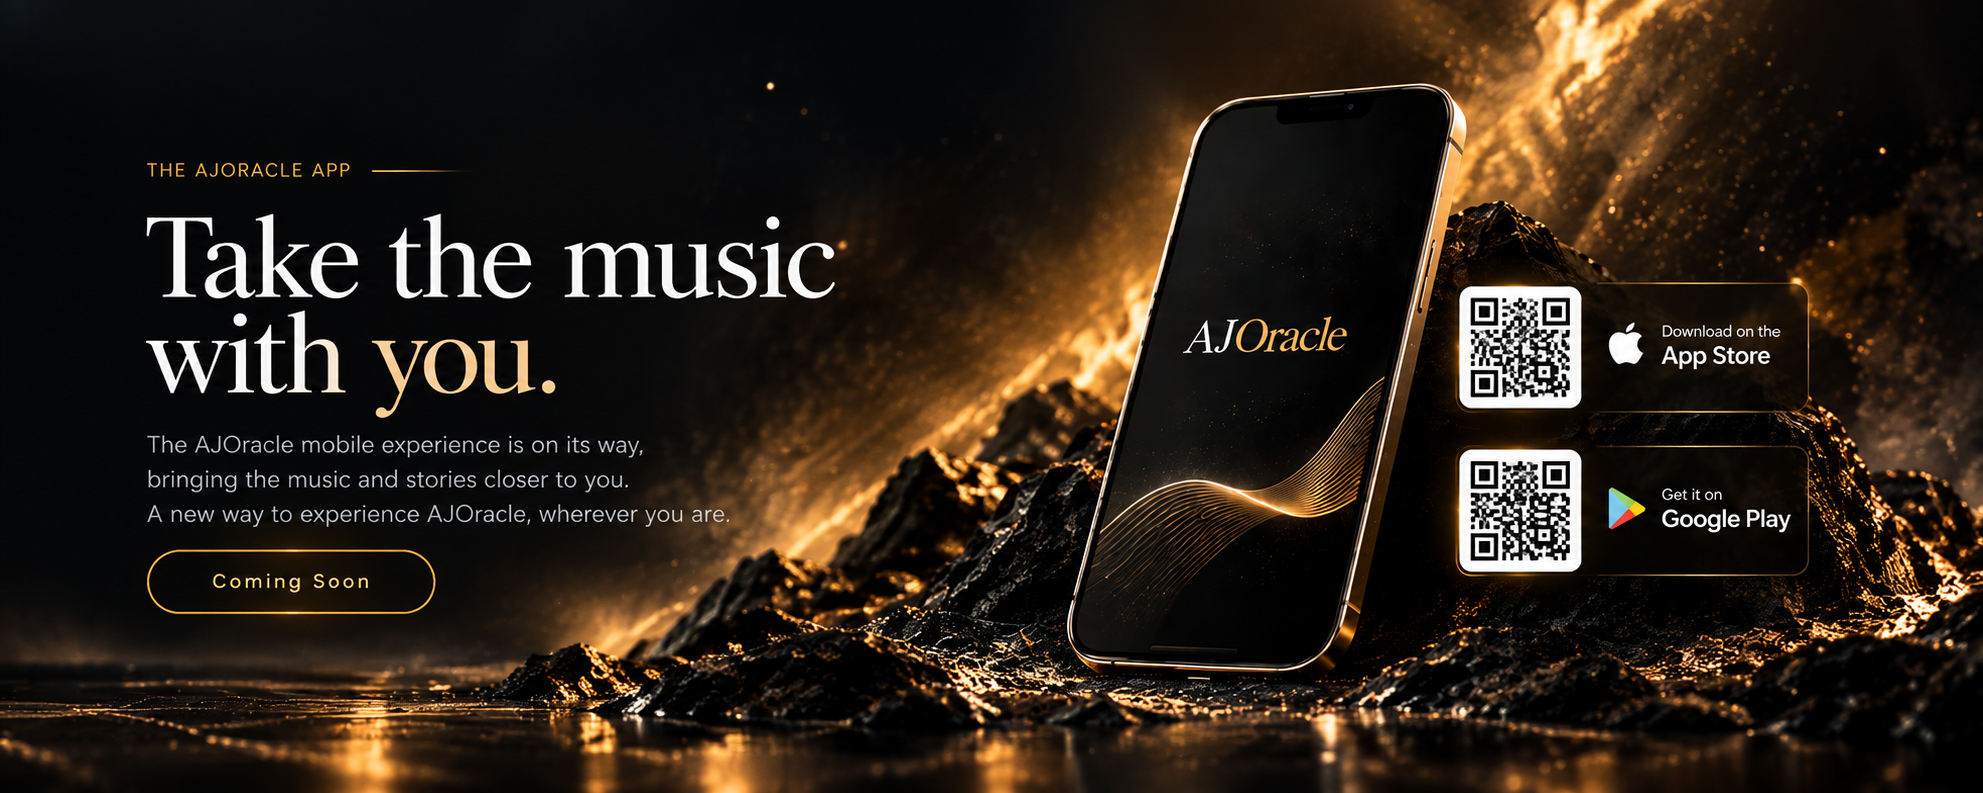 THE AJORACLE APP
Take the music
with you.
The AJOracle mobile experience is on its way,
bringing the music and stories closer to you.
A new way to experience AJOracle, wherever you are.
Coming Soon
AJOracle
Download on the
App Store
Get it on
Google Play